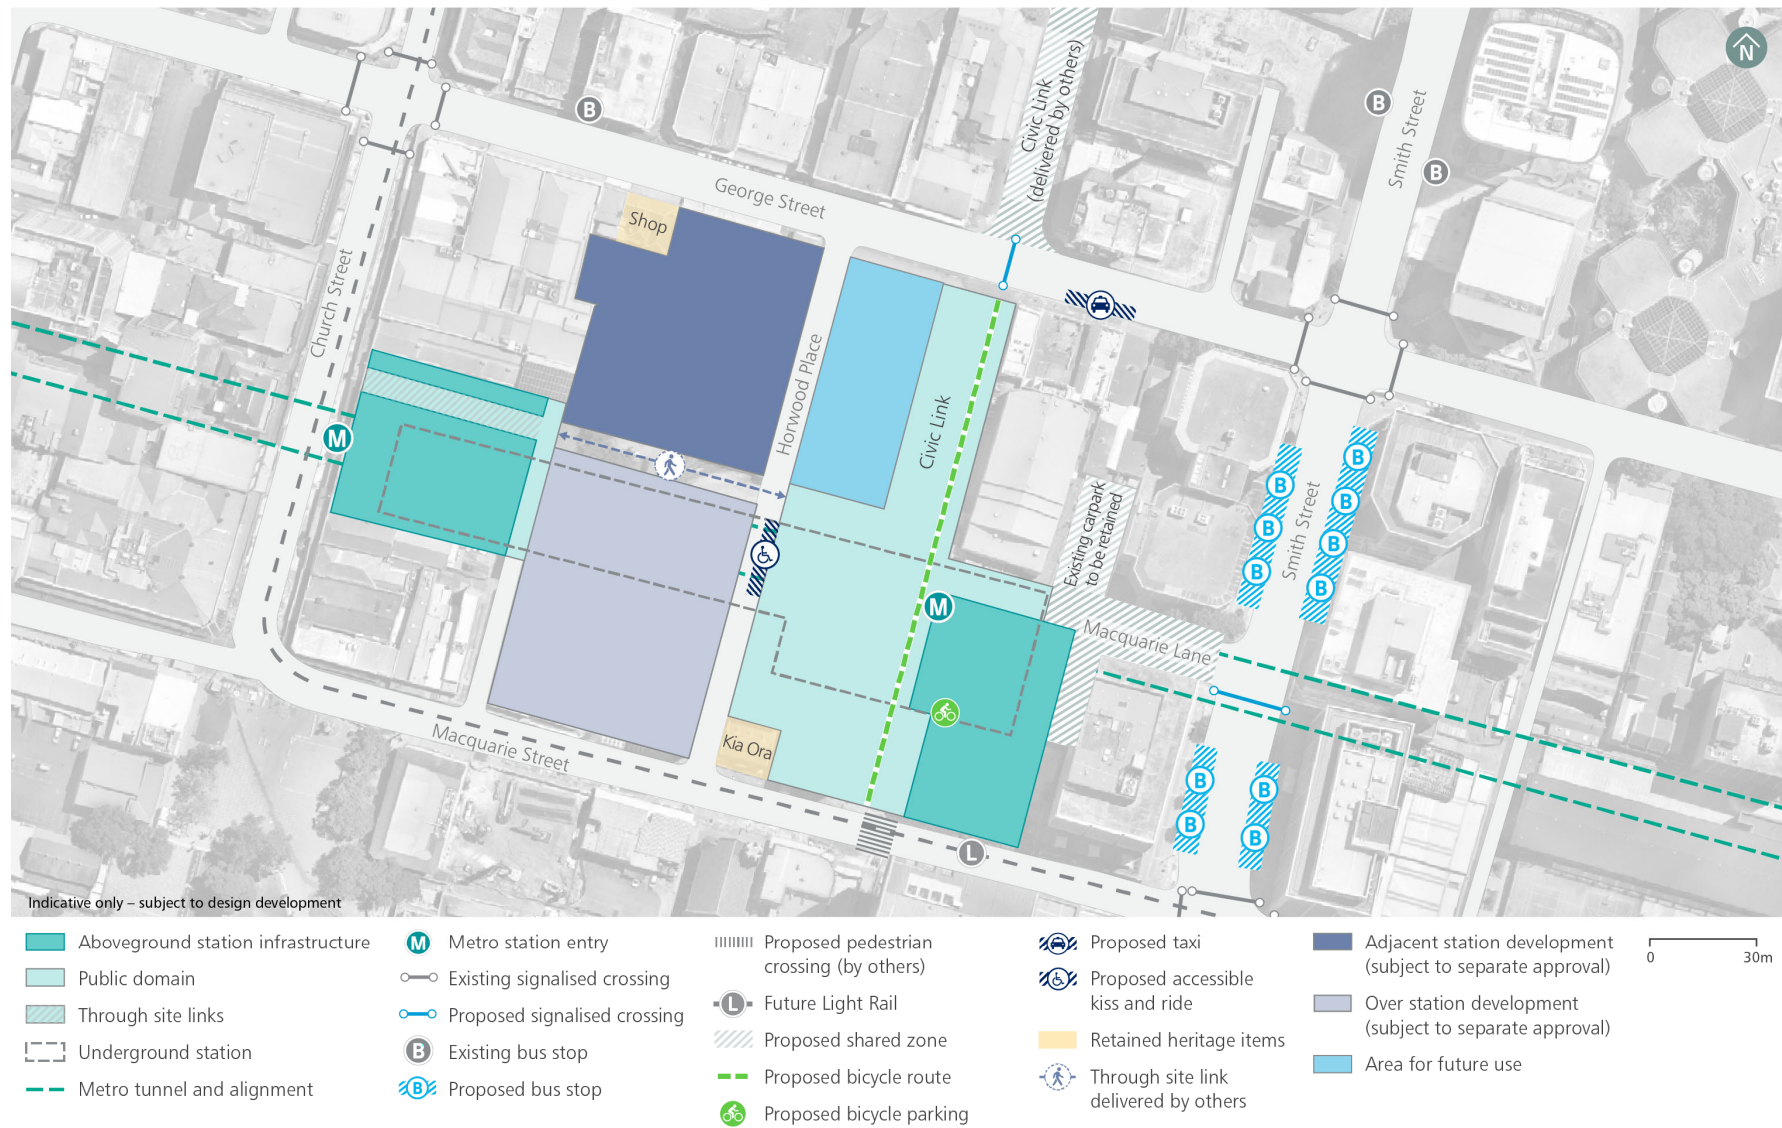 Civic Link
(delivered by others)
N
B
B
Smith Street
B
George Street
Shop
Church Street
Horwood Place
Civic Link
M
Existing carpark
to be retained
B
B
B
B
B
B
B
Smith Street
M
Macquarie Lane
Kia Ora
Macquarie Street
B
B
B
B
L
Indicative only – subject to design development
Aboveground station infrastructure
Public domain
Through site links
Underground station
Metro tunnel and alignment
M Metro station entry
Existing signalised crossing
Proposed signalised crossing
B Existing bus stop
B Proposed bus stop
Proposed pedestrian
crossing (by others)
L Future Light Rail
Proposed shared zone
Proposed bicycle route
Proposed bicycle parking
Proposed taxi
Proposed accessible
kiss and ride
Retained heritage items
Through site link
delivered by others
Adjacent station development
(subject to separate approval)
Over station development
(subject to separate approval)
Area for future use
0 30m